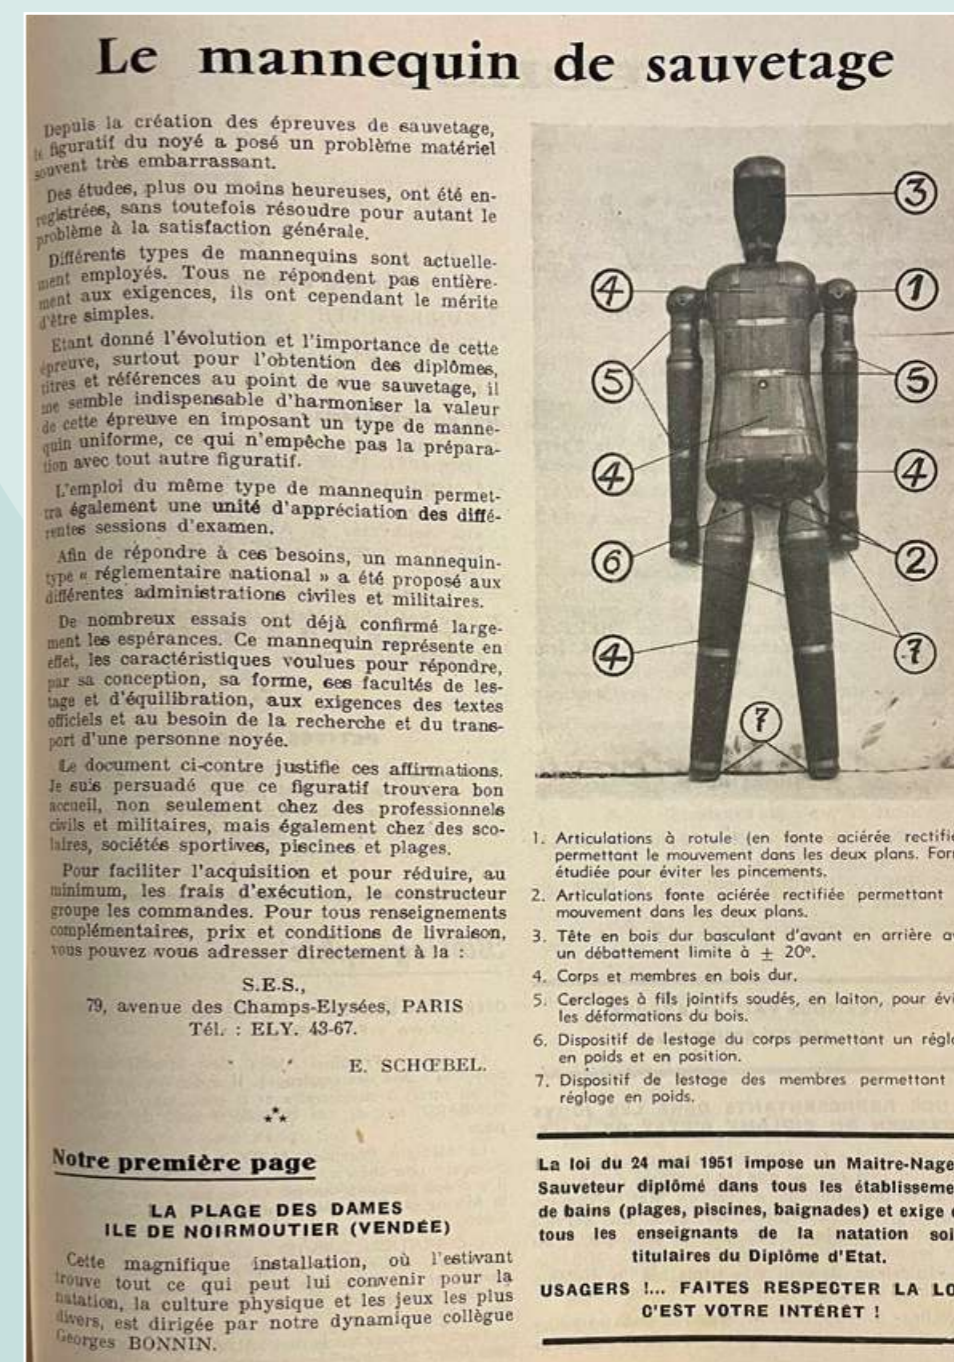 Le mannequin de sauvetage
Depuis la création des épreuves de sauvetage,
le figuratif du noyé a posé un problème matériel
souvent très embarrassant.
Des études, plus ou moins heureuses, ont été en-
registrées, sans toutefois résoudre pour autant le
problème à la satisfaction générale.
Différents types de mannequins sont actuelle-
ment employés. Tous ne répondent pas entière-
ment aux exigences, ils ont cependant le mérite
d'être simples.
Etant donné l'évolution et l'importance de cette
épreuve, surtout pour l'obtention des diplômes,
titres et références au point de vue sauvetage, il
me semble indispensable d'harmoniser la valeur
de cette épreuve en imposant un type de manne-
quin uniforme, ce qui n'empêche pas la prépara-
tion avec tout autre figuratif.
L'emploi du même type de mannequin permet-
tra également une unité d'appréciation des diffé-
rentes sessions d'examen.
Afin de répondre à ces besoins, un mannequin-
type « réglementaire national » a été proposé aux
différentes administrations civiles et militaires.
De nombreux essais ont déjà confirmé large-
ment les espérances. Ce mannequin représente en
effet, les caractéristiques voulues pour répondre,
par sa conception, sa forme, ses facultés de les-
tage et d'équilibration, aux exigences des textes
officiels et au besoin de la recherche et du trans-
port d'une personne noyée.
Le document ci-contre justifie ces affirmations.
Je suis persuadé que ce figuratif trouvera bon
accueil, non seulement chez des professionnels
civils et militaires, mais également chez des sco-
laires, sociétés sportives, piscines et plages.
Pour faciliter l'acquisition et pour réduire, au
minimum, les frais d'exécution, le constructeur
groupe les commandes. Pour tous renseignements
complémentaires, prix et conditions de livraison,
vous pouvez vous adresser directement à la :
S.E.S.,
79, avenue des Champs-Elysées, PARIS
Tél. : ELY. 43-67.
E. SCHŒBEL.
Notre première page
LA PLAGE DES DAMES
ILE DE NOIRMOUTIER (VENDÉE)
Cette magnifique installation, où l'estivant
trouve tout ce qui peut lui convenir pour la
natation, la culture physique et les jeux les plus
divers, est dirigée par notre dynamique collègue
Georges BONNIN.
3
4 1
5 5
4 4
6 2
4 7
7
1. Articulations à rotule (en fonte aciérée rectifié
permettant le mouvement dans les deux plans. For
étudiée pour éviter les pincements.
2. Articulations fonte aciérée rectifiée permettant
mouvement dans les deux plans.
3. Tête en bois dur basculant d'avant en arrière a
un débattement limite à ± 20°.
4. Corps et membres en bois dur.
5. Cerclages à fils jointifs soudés, en laiton, pour évi
les déformations du bois.
6. Dispositif de lestage du corps permettant un régla
en poids et en position.
7. Dispositif de lestage des membres permettant
réglage en poids.
La loi du 24 mai 1951 impose un Maitre-Nage
Sauveteur diplômé dans tous les établisseme
de bains (plages, piscines, baignades) et exige
tous les enseignants de la natation soi
titulaires du Diplôme d'Etat.
USAGERS !... FAITES RESPECTER LA LO
C'EST VOTRE INTÉRÊT !